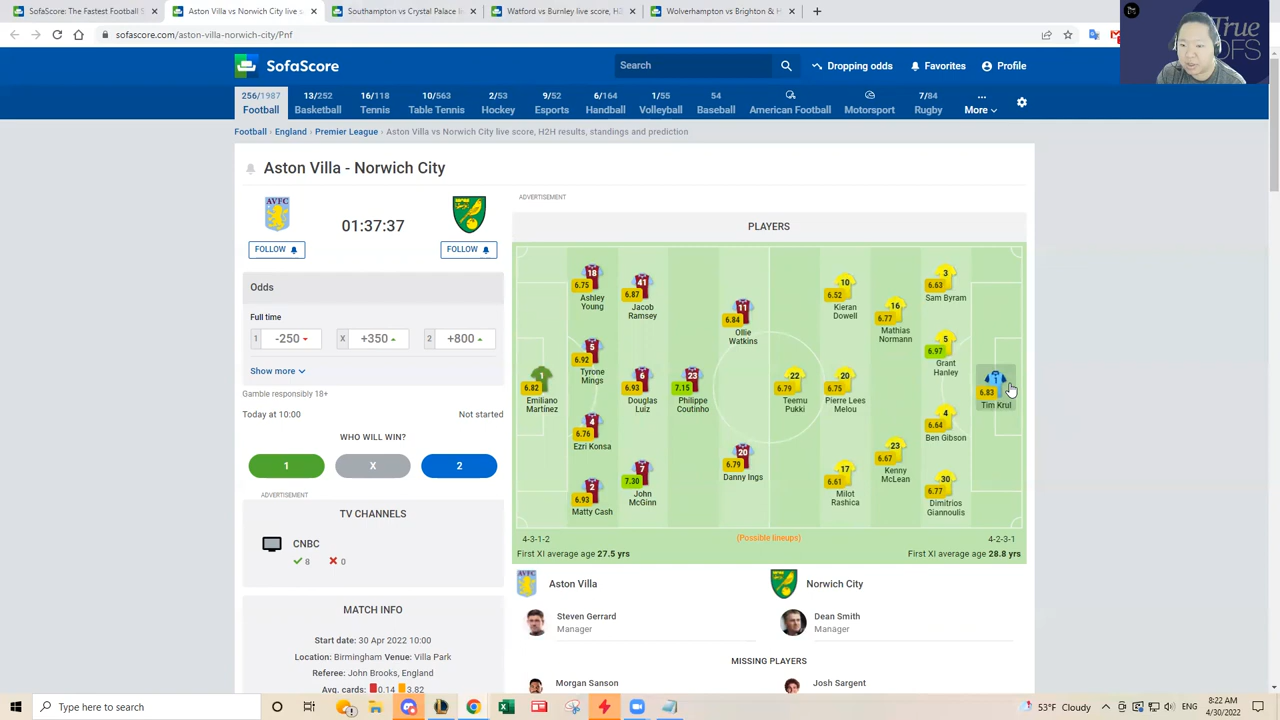 SS - The Fastest Football S
Aston Villa vs Norwich City liv
Southampton vs Crystal Palace li
Watford vs Burnley live score, H2
Wolverhampton vs Brighton & H
sofascore.com/aston-villa-norwich-city/Pnf
True
DFS
SofaScore
Search
Dropping odds
Favorites
Profile
256/1987
13/252
16/118
10/563
2/53
9/52
6/164
1/55
54
7/84
...
Football
Basketball
Tennis
Table Tennis
Hockey
Esports
Handball
Volleyball
Baseball
American Football
Motorsport
Rugby
More
Football › England › Premier League › Aston Villa vs Norwich City live score, H2H results, standings and prediction
Aston Villa - Norwich City
AVFC
01:37:37
FOLLOW
FOLLOW
Odds
Full time
1 -250
X +350
2 +800
Show more
Gamble responsibly 18+
Today at 10:00
Not started
WHO WILL WIN?
1
X
2
ADVERTISEMENT
TV CHANNELS
CNBC
8
0
MATCH INFO
Start date: 30 Apr 2022 10:00
Location: Birmingham Venue: Villa Park
Referee: John Brooks, England
Avg. cards: 0.14 3.82
ADVERTISEMENT
PLAYERS
1
6.82
Emiliano
Martínez
18
6.75
Ashley
Young
5
6.92
Tyrone
Mings
4
6.76
Ezri Konsa
2
6.93
Matty Cash
41
6.87
Jacob
Ramsey
6
6.93
Douglas
Luiz
7
7.30
John
McGinn
23
7.15
Philippe
Coutinho
11
6.84
Ollie
Watkins
20
6.79
Danny Ings
22
6.79
Teemu
Pukki
10
6.52
Kieran
Dowell
20
6.75
Pierre Lees
Melou
17
6.61
Milot
Rashica
16
6.77
Mathias
Normann
23
6.67
Kenny
McLean
3
6.63
Sam Byram
5
6.97
Grant
Hanley
4
6.64
Ben Gibson
30
6.77
Dimitrios
Giannoulis
1
6.83
Tim Krul
4-3-1-2
(Possible lineups)
4-2-3-1
First XI average age 27.5 yrs
First XI average age 28.8 yrs
Aston Villa
Norwich City
Steven Gerrard
Manager
Dean Smith
Manager
MISSING PLAYERS
Morgan Sanson
Josh Sargent
Type here to search
53°F Cloudy
ENG
8:22 AM
4/30/2022